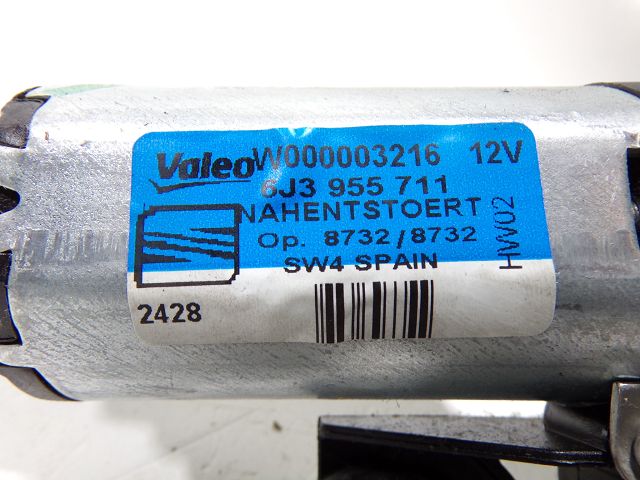 Valeo W000003216 12V
6J3 955 711
NAHENTSTOERT
Op. 8732/8732
SW4 SPAIN
HW02
2428